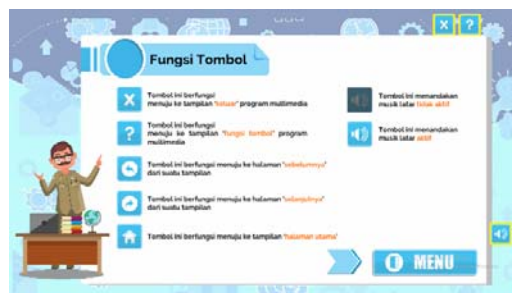 X ?
Fungsi Tombol
X
Tombol ini berfungsi
menuju ke tampilan "keluar" program multimedia
?
Tombol ini berfungsi
menuju ke tampilan "fungsi tombol" program
multimedia
Tombol ini berfungsi menuju ke halaman "sebelumnya"
dari suatu tampilan
Tombol ini berfungsi menuju ke halaman "selanjutnya"
dari suatu tampilan
Tombol ini berfungsi menuju ke tampilan "halaman utama"
Tombol ini menandakan
musik latar tidak aktif
Tombol ini menandakan
musik latar aktif
MENU